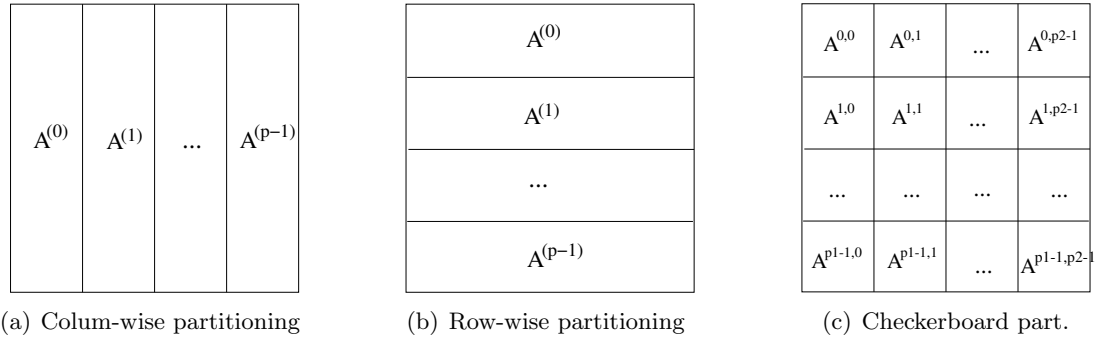 A(0) A(1) ... A(p−1)
A(0)
A(1)
...
A(p−1)
A0,0 A0,1 ... A0,p2-1
A1,0 A1,1 ... A1,p2-1
... ... ... ...
Ap1-1,0 Ap1-1,1 ... Ap1-1,p2-1
(a) Colum-wise partitioning
(b) Row-wise partitioning
(c) Checkerboard part.